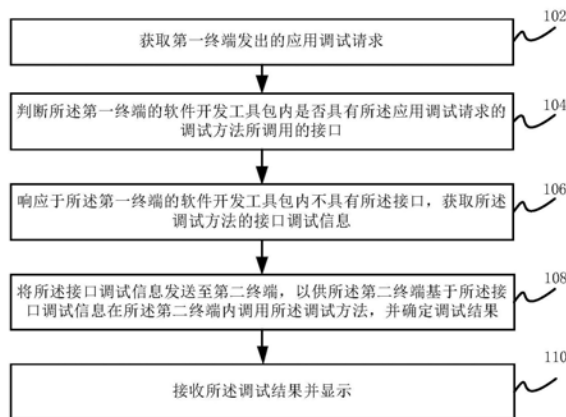 102
获取第一终端发出的应用调试请求
104
判断所述第一终端的软件开发工具包内是否具有所述应用调试请求的
调试方法所调用的接口
106
响应于所述第一终端的软件开发工具包内不具有所述接口，获取所述
调试方法的接口调试信息
108
将所述接口调试信息发送至第二终端，以供所述第二终端基于所述接
口调试信息在所述第二终端内调用所述调试方法，并确定调试结果
110
接收所述调试结果并显示